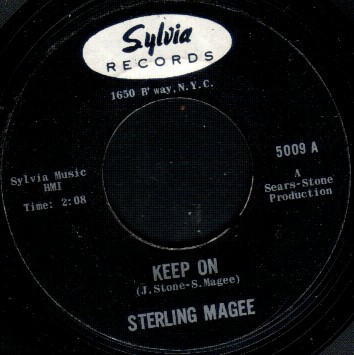 Sylvia
RECORDS
1650 B'way, N.Y.C.
5009 A
Sylvia Music
HMI
Time: 2:08
A
Sears-Stone
Production
KEEP ON
(J. Stone-S. Magee)
STERLING MAGEE